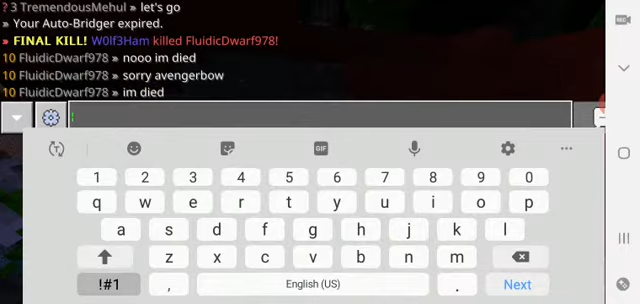 ? 3 TremendousMehul » let's go
» Your Auto-Bridger expired.
» FINAL KILL! W0lf3Ham killed FluidicDwarf978!
10 FluidicDwarf978 » nooo im died
10 FluidicDwarf978 » sorry avengerbow
10 FluidicDwarf978 » im died
REC
T
GIF
1 2 3 4 5 6 7 8 9 0
q w e r t y u i o p
a s d f g h j k l
z x c v b n m
!#1 , English (US) . Next